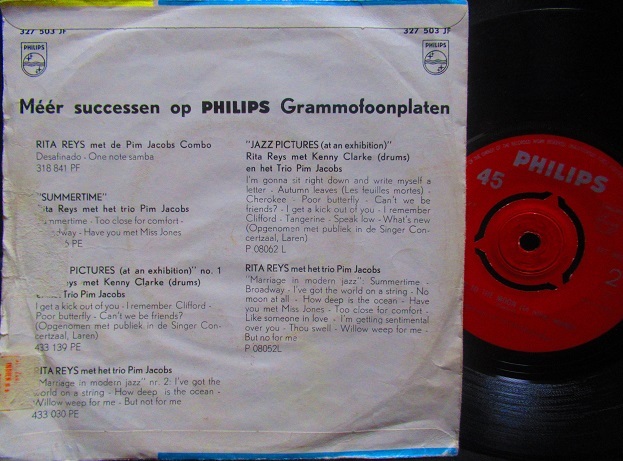 327 503 JF
327 503 JF
PHILIPS
PHILIPS
Méér successen op PHILIPS Grammofoonplaten
RITA REYS met de Pim Jacobs Combo
Desafinado - One note samba
318 841 PF
"SUMMERTIME"
Rita Reys met het trio Pim Jacobs
Summertime - Too close for comfort -
Broadway - Have you met Miss Jones
PE
PICTURES (at an exhibition)" no. 1
Reys met Kenny Clarke (drums)
Trio Pim Jacobs
I get a kick out of you - I remember Clifford -
Poor butterfly - Can't we be friends?
(Opgenomen met publiek in de Singer Con-
certzaal, Laren)
433 139 PE
RITA REYS met het trio Pim Jacobs
"Marriage in modern jazz" nr. 2: I've got the
world on a string - How deep is the ocean -
Willow weep for me - But not for me
433 030 PE
"JAZZ PICTURES (at an exhibition)"
Rita Reys met Kenny Clarke (drums)
en het Trio Pim Jacobs
I'm gonna sit right down and write myself a
letter - Autumn leaves (Les feuilles mortes) -
Cherokee - Poor butterfly - Can't we be
friends? - I get a kick out of you - I remember
Clifford - Tangerine - Speak low - What's new
(Opgenomen met publiek in de Singer Con-
certzaal, Laren)
P 08062 L
RITA REYS met het trio Pim Jacobs
"Marriage in modern jazz": Summertime -
Broadway - I've got the world on a string - No
moon at all - How deep is the ocean - Have
you met Miss Jones - Too close for comfort -
Like someone in love - I'm getting sentimental
over you - Thou swell - Willow weep for me -
But no for me
P 08052 L
PHILIPS
45
2